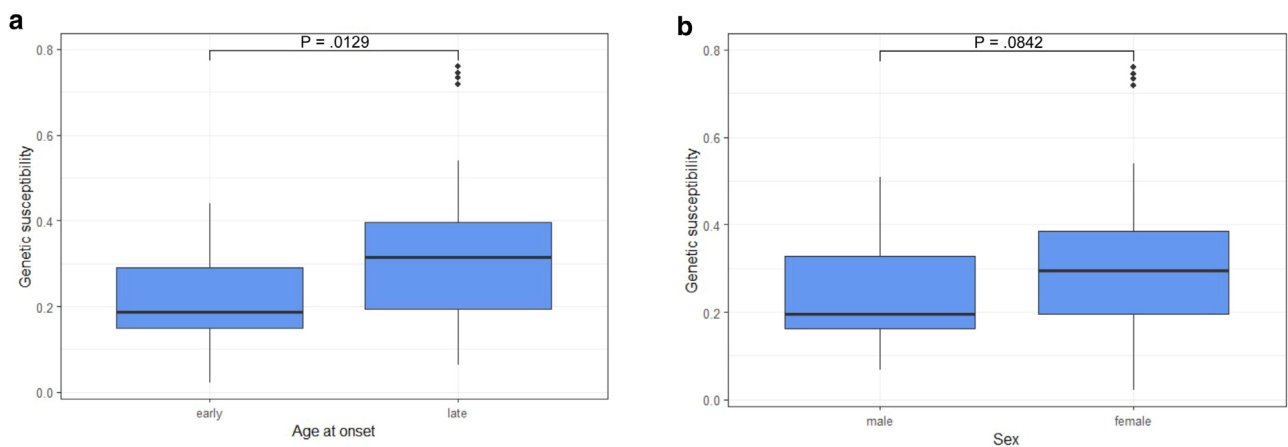 a
P = .0129
0.8
0.6
0.4
0.2
0.0
Genetic susceptibility
early late
Age at onset
b
P = .0842
0.8
0.6
0.4
0.2
0.0
Genetic susceptibility
male female
Sex